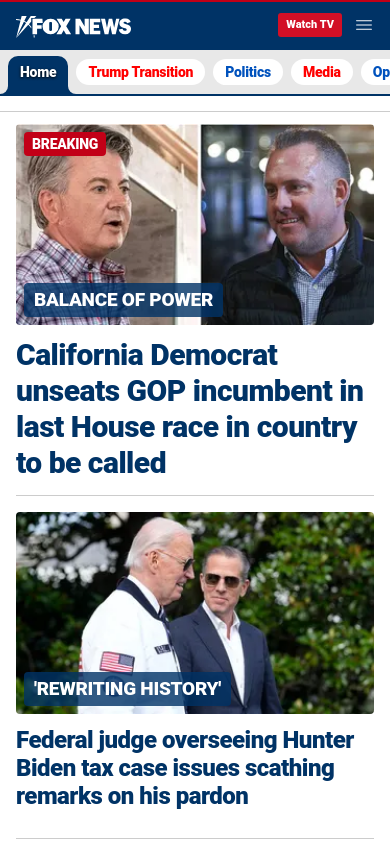 FOX NEWS
Watch TV
Home
Trump Transition
Politics
Media
Op
BREAKING
BALANCE OF POWER
California Democrat
unseats GOP incumbent in
last House race in country
to be called
'REWRITING HISTORY'
Federal judge overseeing Hunter
Biden tax case issues scathing
remarks on his pardon